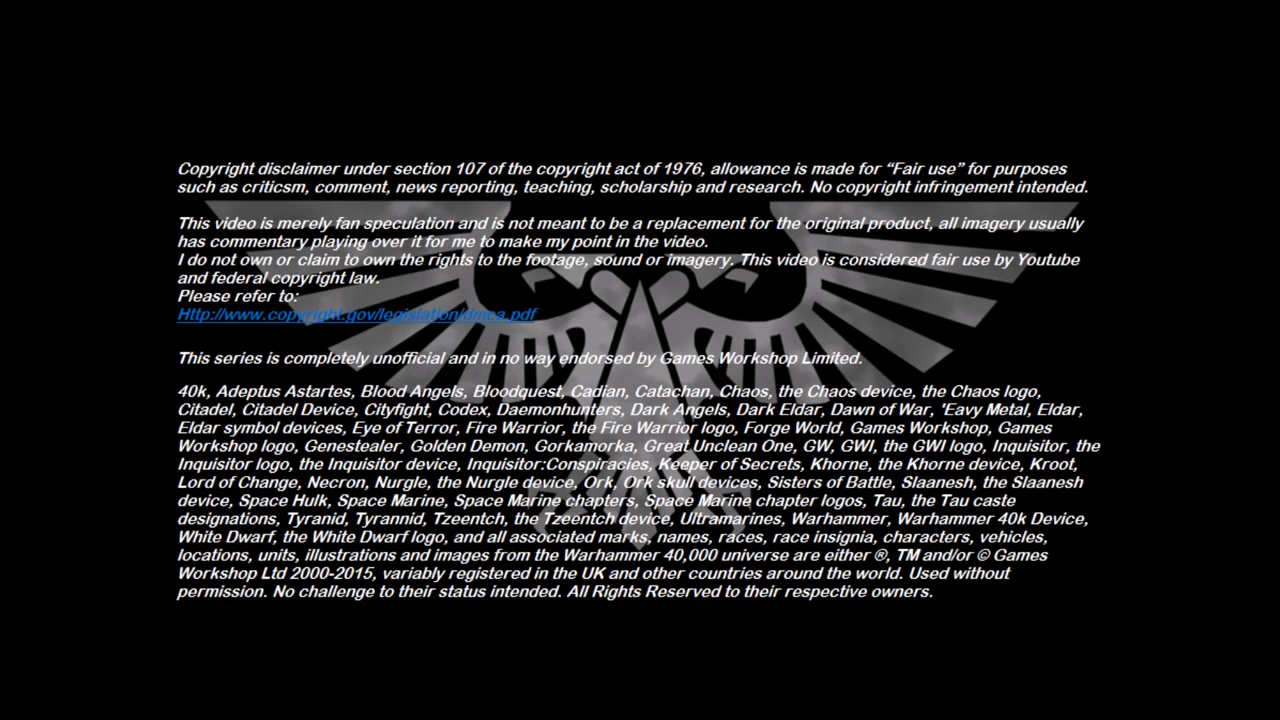 Copyright disclaimer under section 107 of the copyright act of 1976, allowance is made for “Fair use” for purposes
such as criticsm, comment, news reporting, teaching, scholarship and research. No copyright infringement intended.
This video is merely fan speculation and is not meant to be a replacement for the original product, all imagery usually
has commentary playing over it for me to make my point in the video.
I do not own or claim to own the rights to the footage, sound or imagery. This video is considered fair use by Youtube
and federal copyright law.
Please refer to:
Http://www.copyright.gov/legislation/dmca.pdf
This series is completely unofficial and in no way endorsed by Games Workshop Limited.
40k, Adeptus Astartes, Blood Angels, Bloodquest, Cadian, Catachan, Chaos, the Chaos device, the Chaos logo,
Citadel, Citadel Device, Cityfight, Codex, Daemonhunters, Dark Angels, Dark Eldar, Dawn of War, 'Eavy Metal, Eldar,
Eldar symbol devices, Eye of Terror, Fire Warrior, the Fire Warrior logo, Forge World, Games Workshop, Games
Workshop logo, Genestealer, Golden Demon, Gorkamorka, Great Unclean One, GW, GWI, the GWI logo, Inquisitor, the
Inquisitor logo, the Inquisitor device, Inquisitor:Conspiracies, Keeper of Secrets, Khorne, the Khorne device, Kroot,
Lord of Change, Necron, Nurgle, the Nurgle device, Ork, Ork skull devices, Sisters of Battle, Slaanesh, the Slaanesh
device, Space Hulk, Space Marine, Space Marine chapters, Space Marine chapter logos, Tau, the Tau caste
designations, Tyranid, Tyrannid, Tzeentch, the Tzeentch device, Ultramarines, Warhammer, Warhammer 40k Device,
White Dwarf, the White Dwarf logo, and all associated marks, names, races, race insignia, characters, vehicles,
locations, units, illustrations and images from the Warhammer 40,000 universe are either ®, TM and/or © Games
Workshop Ltd 2000-2015, variably registered in the UK and other countries around the world. Used without
permission. No challenge to their status intended. All Rights Reserved to their respective owners.